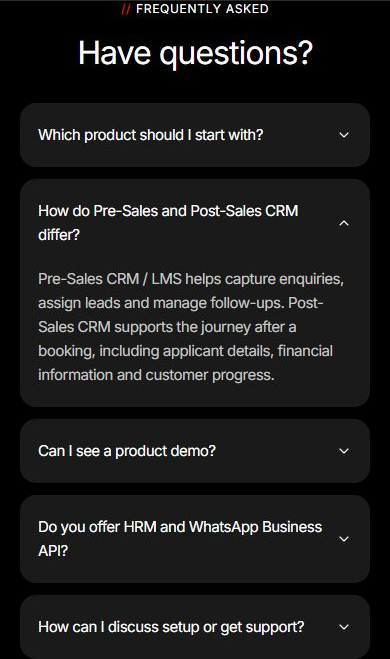 // FREQUENTLY ASKED
Have questions?
Which product should I start with?
How do Pre-Sales and Post-Sales CRM
differ?
Pre-Sales CRM / LMS helps capture enquiries,
assign leads and manage follow-ups. Post-
Sales CRM supports the journey after a
booking, including applicant details, financial
information and customer progress.
Can I see a product demo?
Do you offer HRM and WhatsApp Business
API?
How can I discuss setup or get support?